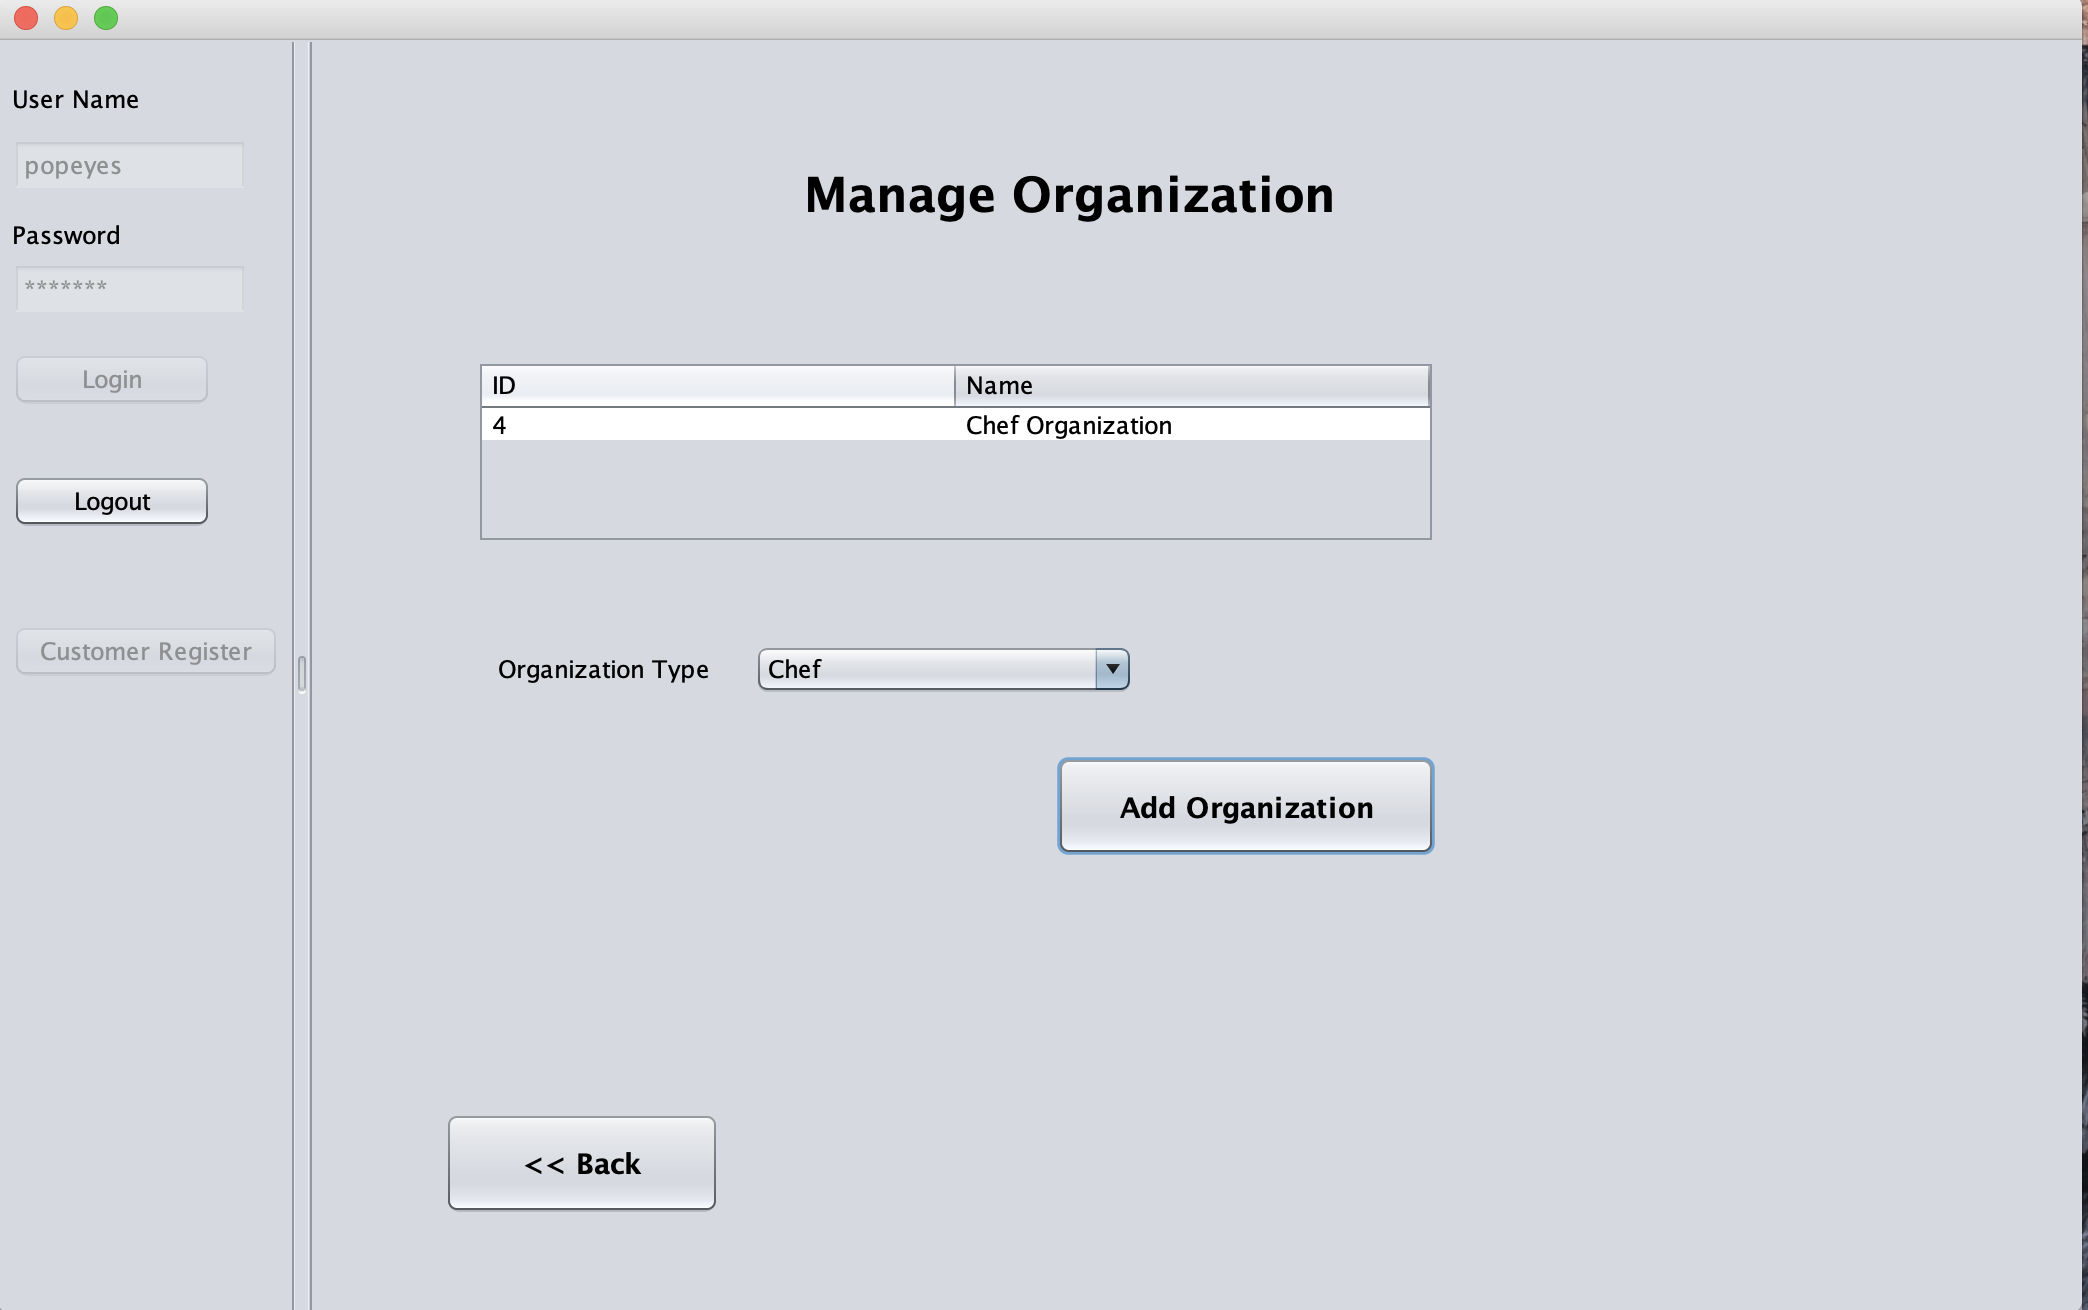 User Name
popeyes
Password
*******
Login
Logout
Customer Register
Manage Organization
ID Name
4 Chef Organization
Organization Type Chef
Add Organization
<< Back